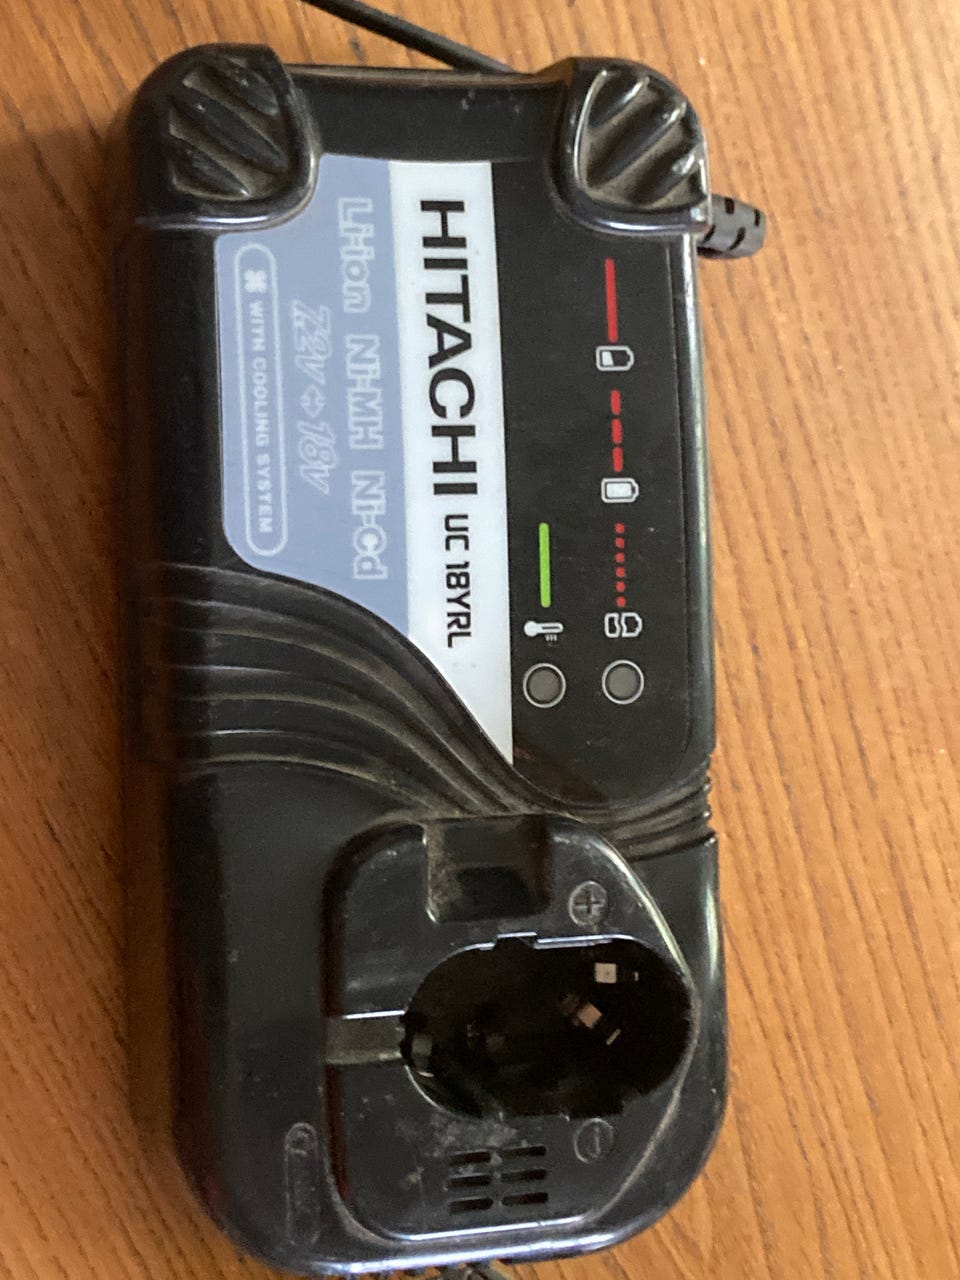 HITACHI UC 18YRL
Li-ion Ni-MH Ni-Cd
7.2V⇔18V
WITH COOLING SYSTEM
+
−